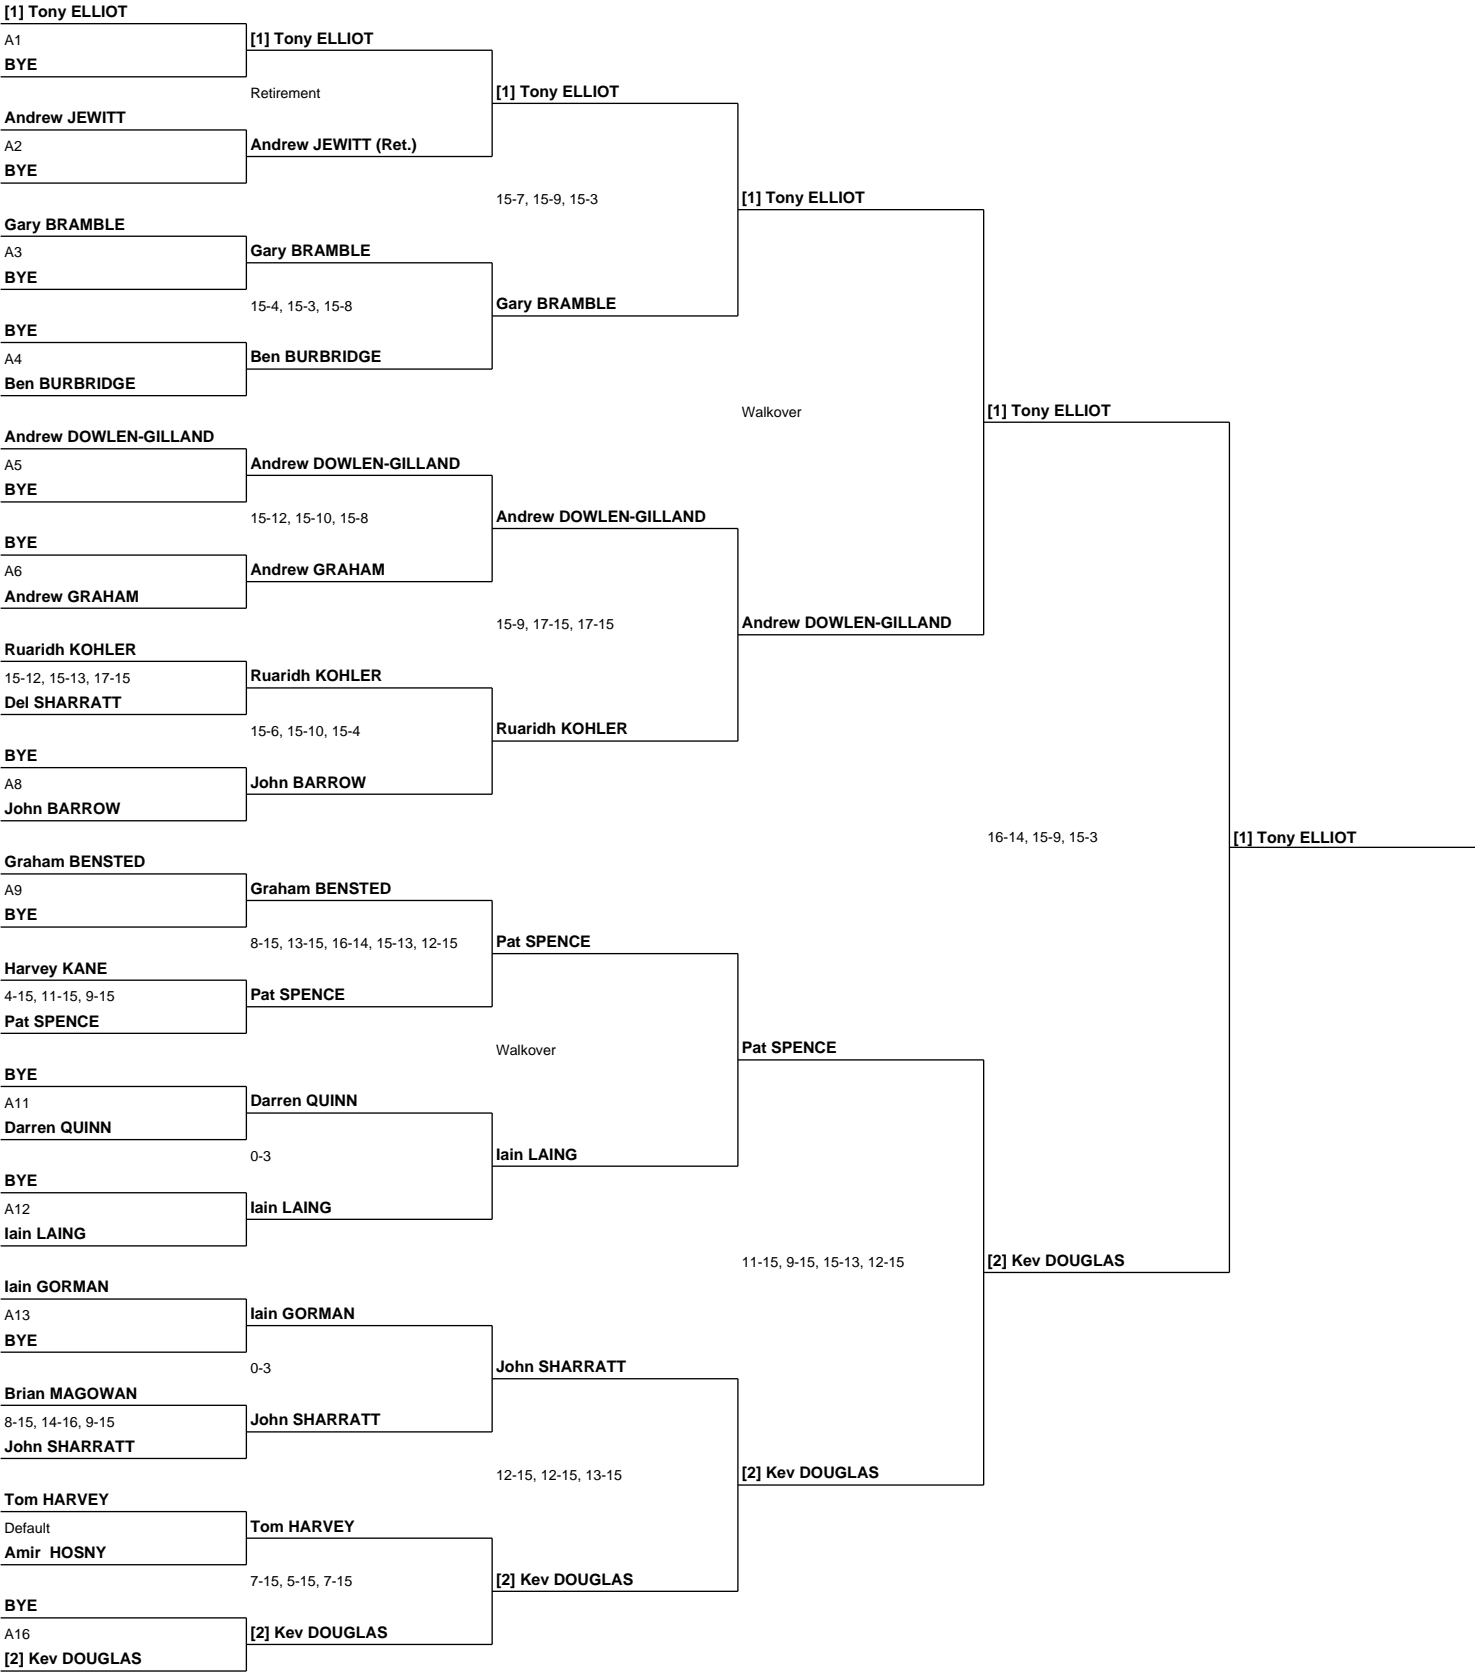 [1] Tony ELLIOT
A1
BYE
[1] Tony ELLIOT
Retirement
[1] Tony ELLIOT
Andrew JEWITT
A2
BYE
Andrew JEWITT (Ret.)
15-7, 15-9, 15-3
[1] Tony ELLIOT
Gary BRAMBLE
A3
BYE
Gary BRAMBLE
15-4, 15-3, 15-8
Gary BRAMBLE
BYE
A4
Ben BURBRIDGE
Ben BURBRIDGE
Walkover
[1] Tony ELLIOT
Andrew DOWLEN-GILLAND
A5
BYE
Andrew DOWLEN-GILLAND
15-12, 15-10, 15-8
Andrew DOWLEN-GILLAND
BYE
A6
Andrew GRAHAM
Andrew GRAHAM
15-9, 17-15, 17-15
Andrew DOWLEN-GILLAND
Ruaridh KOHLER
15-12, 15-13, 17-15
Del SHARRATT
Ruaridh KOHLER
15-6, 15-10, 15-4
Ruaridh KOHLER
BYE
A8
John BARROW
John BARROW
16-14, 15-9, 15-3
[1] Tony ELLIOT
Graham BENSTED
A9
BYE
Graham BENSTED
8-15, 13-15, 16-14, 15-13, 12-15
Pat SPENCE
Harvey KANE
4-15, 11-15, 9-15
Pat SPENCE
Pat SPENCE
Walkover
Pat SPENCE
BYE
A11
Darren QUINN
Darren QUINN
0-3
Iain LAING
BYE
A12
Iain LAING
Iain LAING
11-15, 9-15, 15-13, 12-15
[2] Kev DOUGLAS
Iain GORMAN
A13
BYE
Iain GORMAN
0-3
John SHARRATT
Brian MAGOWAN
8-15, 14-16, 9-15
John SHARRATT
John SHARRATT
12-15, 12-15, 13-15
[2] Kev DOUGLAS
Tom HARVEY
Default
Amir HOSNY
Tom HARVEY
7-15, 5-15, 7-15
[2] Kev DOUGLAS
BYE
A16
[2] Kev DOUGLAS
[2] Kev DOUGLAS